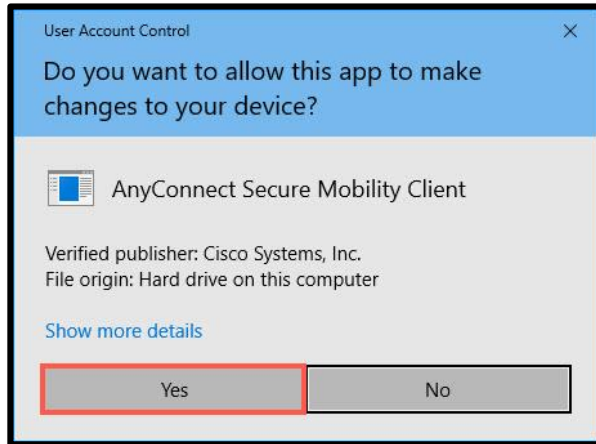 User Account Control
Do you want to allow this app to make
changes to your device?
AnyConnect Secure Mobility Client
Verified publisher: Cisco Systems, Inc.
File origin: Hard drive on this computer
Show more details
Yes
No